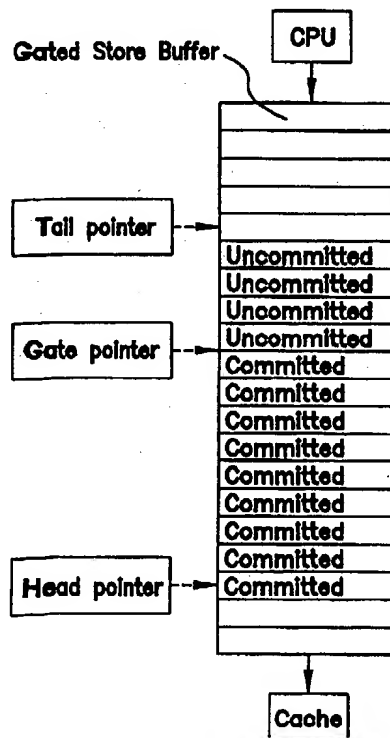 CPU
Gated Store Buffer
Tail pointer
Uncommitted
Uncommitted
Uncommitted
Uncommitted
Gate pointer
Committed
Committed
Committed
Committed
Committed
Committed
Committed
Committed
Head pointer
Committed
Cache